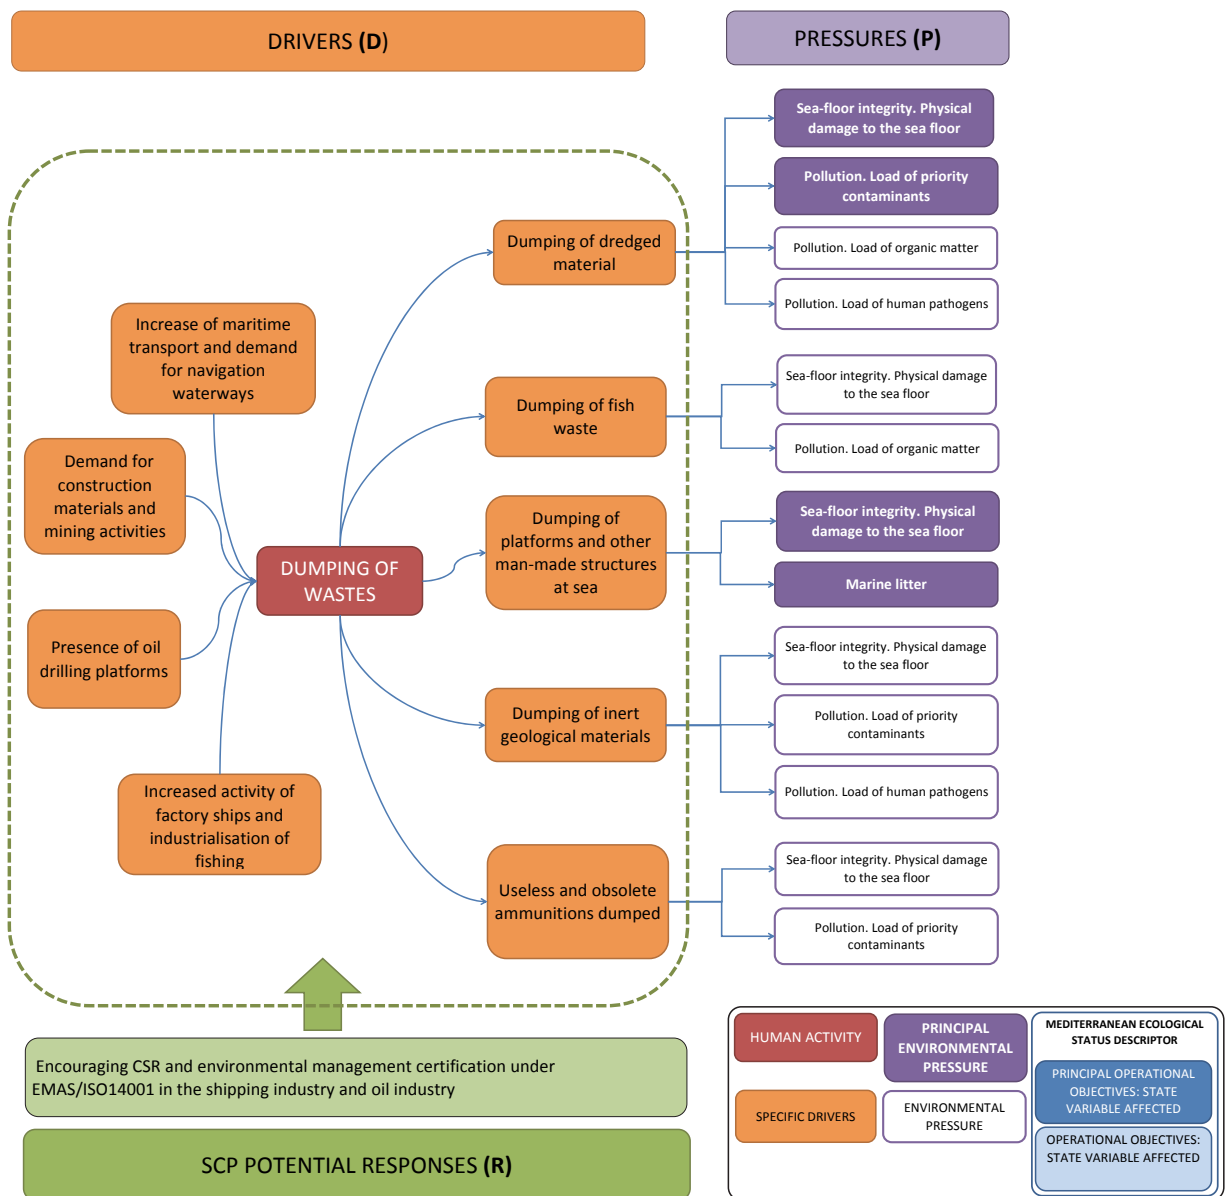 DRIVERS (D)
PRESSURES (P)
Sea-floor integrity. Physical
damage to the sea floor
Pollution. Load of priority
contaminants
Dumping of dredged
material
Pollution. Load of organic matter
Pollution. Load of human pathogens
Increase of maritime
transport and demand
for navigation
waterways
Sea-floor integrity. Physical damage
to the sea floor
Dumping of fish
waste
Pollution. Load of organic matter
Demand for
construction
materials and
mining activities
Dumping of
platforms and other
man-made structures
at sea
Sea-floor integrity. Physical
damage to the sea floor
Marine litter
DUMPING OF
WASTES
Presence of oil
drilling platforms
Sea-floor integrity. Physical damage
to the sea floor
Dumping of inert
geological materials
Pollution. Load of priority
contaminants
Pollution. Load of human pathogens
Increased activity of
factory ships and
industrialisation of
fishing
Sea-floor integrity. Physical damage
to the sea floor
Useless and obsolete
ammunitions dumped
Pollution. Load of priority
contaminants
Encouraging CSR and environmental management certification under
EMAS/ISO14001 in the shipping industry and oil industry
SCP POTENTIAL RESPONSES (R)
HUMAN ACTIVITY
PRINCIPAL
ENVIRONMENTAL
PRESSURE
MEDITERRANEAN ECOLOGICAL
STATUS DESCRIPTOR
PRINCIPAL OPERATIONAL
OBJECTIVES: STATE
VARIABLE AFFECTED
SPECIFIC DRIVERS
ENVIRONMENTAL
PRESSURE
OPERATIONAL OBJECTIVES:
STATE VARIABLE AFFECTED